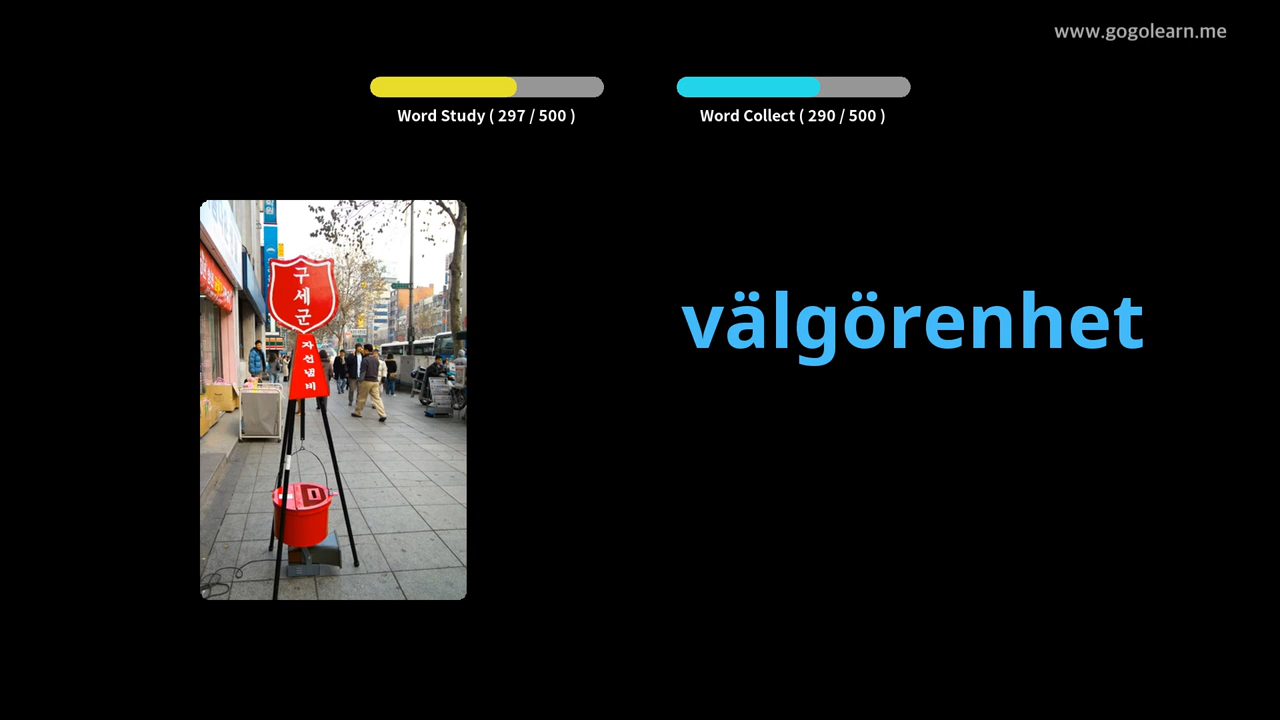 www.gogolearn.me
Word Study ( 297 / 500 )
Word Collect ( 290 / 500 )
구
세
군
자
선
냄
비
välgörenhet